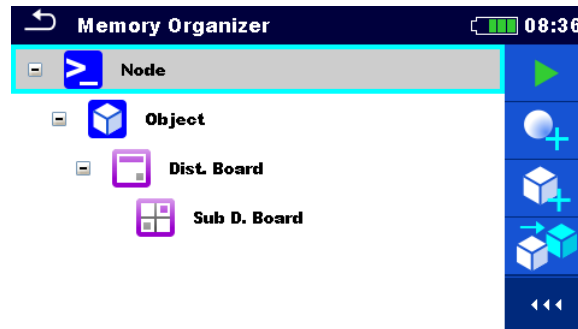 Memory Organizer 08:36
Node
Object
Dist. Board
Sub D. Board